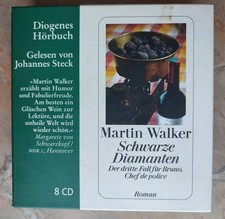 Diogenes
Hörbuch
Gelesen von
Johannes Steck
»Martin Walker
erzählt mit Humor
und Fabulierfreude.
Am besten ein
Gläschen Wein zur
Lektüre, und die
unheile Welt wird
wieder schön.«
Margarete von
Schwarzkopf /
NDR 1, Hannover
8 CD
Martin Walker
Schwarze
Diamanten
Der dritte Fall für Bruno,
Chef de police
Roman